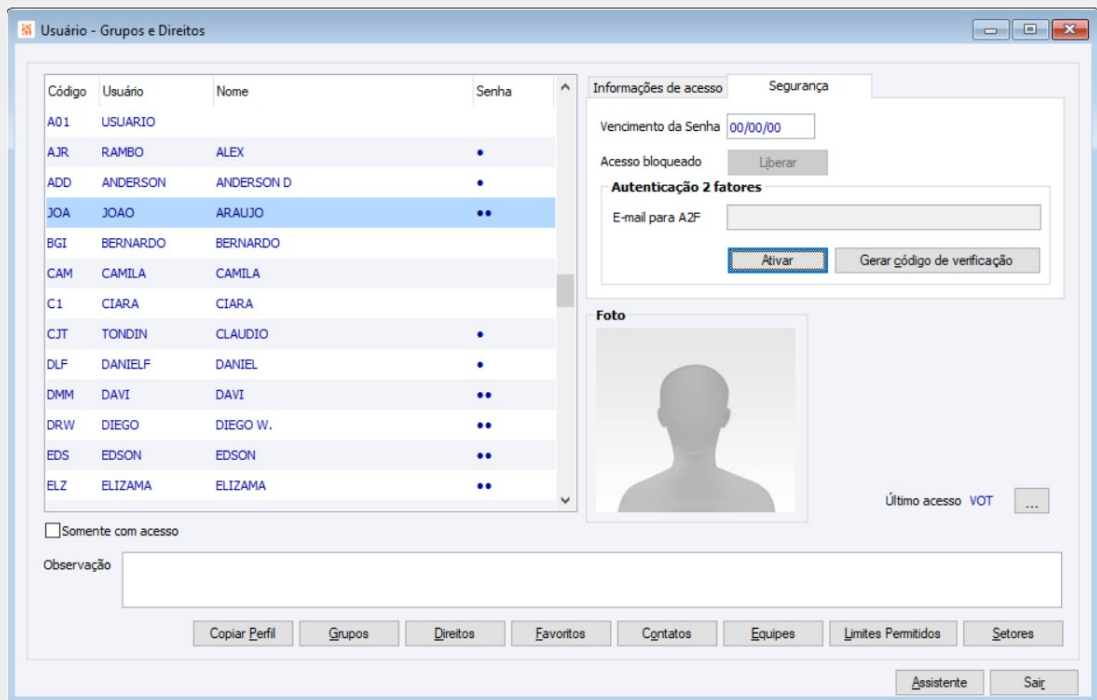 Usuário - Grupos e Direitos
Código Usuário Nome Senha
A01 USUARIO
AJR RAMBO ALEX •
ADD ANDERSON ANDERSON D •
JOA JOAO ARAUJO ••
BGI BERNARDO BERNARDO
CAM CAMILA CAMILA
C1 CIARA CIARA
CJT TONDIN CLAUDIO •
DLF DANIELF DANIEL •
DMM DAVI DAVI ••
DRW DIEGO DIEGO W. ••
EDS EDSON EDSON ••
ELZ ELIZAMA ELIZAMA ••
Somente com acesso
Informações de acesso Segurança
Vencimento da Senha 00/00/00
Acesso bloqueado Liberar
Autenticação 2 fatores
E-mail para A2F
Ativar Gerar código de verificação
Foto
Último acesso VOT ...
Observação
Copiar Perfil Grupos Direitos Favoritos Contatos Equipes Limites Permitidos Setores
Assistente Sair